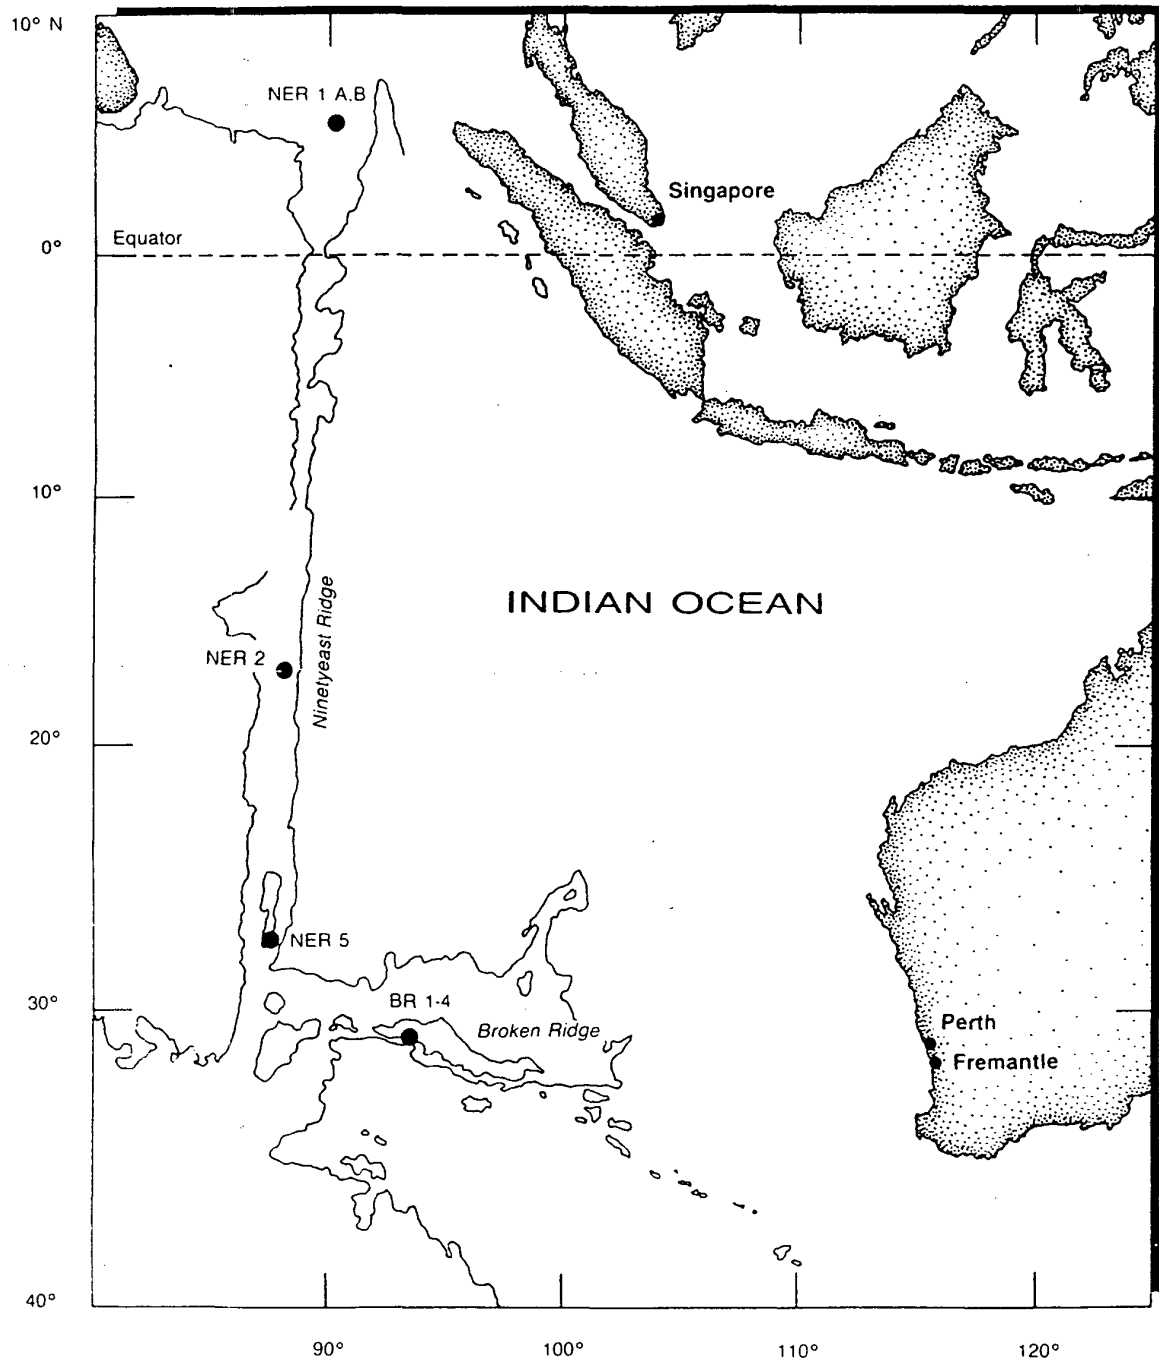 10° N
NER 1 A.B
Singapore
Equator
0°
10°
INDIAN OCEAN
Ninetyeast Ridge
NER 2
20°
NER 5
BR 1-4
30°
Broken Ridge
Perth
Fremantle
40°
90°
100°
110°
120°